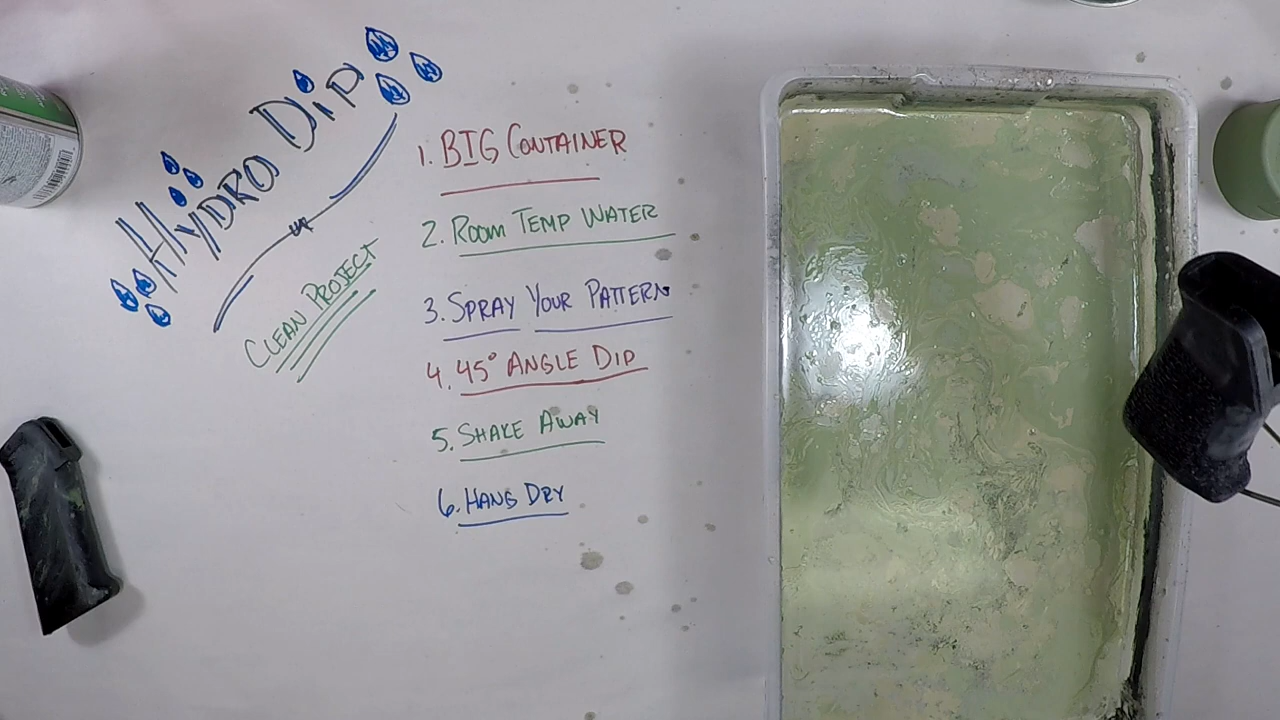 HYDRO DIP
CLEAN PROJECT
1. BIG CONTAINER
2. ROOM TEMP WATER
3. SPRAY YOUR PATTERN
4. 45° ANGLE DIP
5. SHAKE AWAY
6. HANG DRY